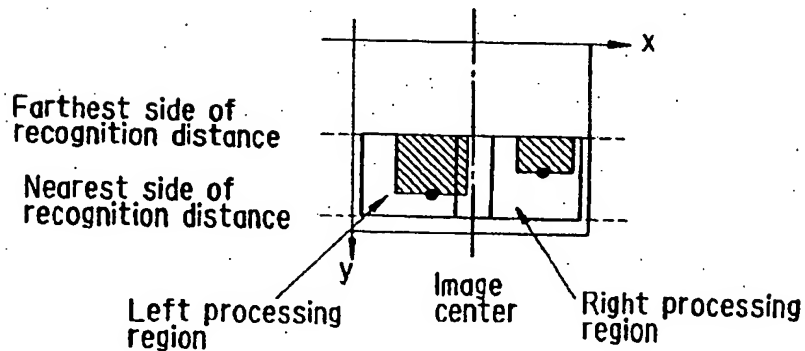 x
Farthest side of
recognition distance
Nearest side of
recognition distance
y
Image
center
Left processing
region
Right processing
region